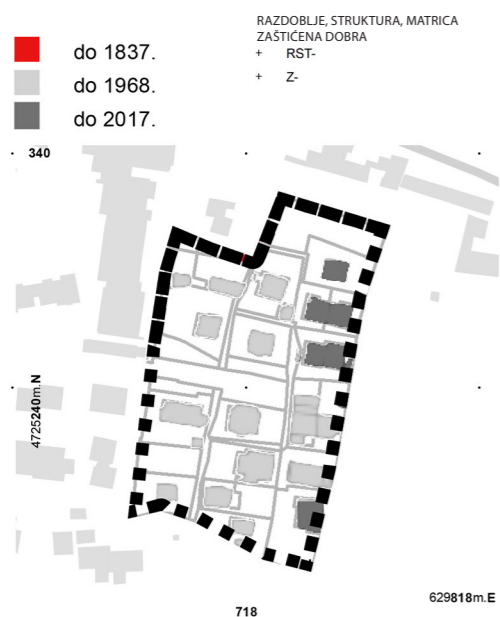 RAZDOBLJE, STRUKTURA, MATRICA
ZAŠTIĆENA DOBRA
+ RST-
+ Z-
do 1837.
do 1968.
do 2017.
340
4725240m.N
629818m.E
718